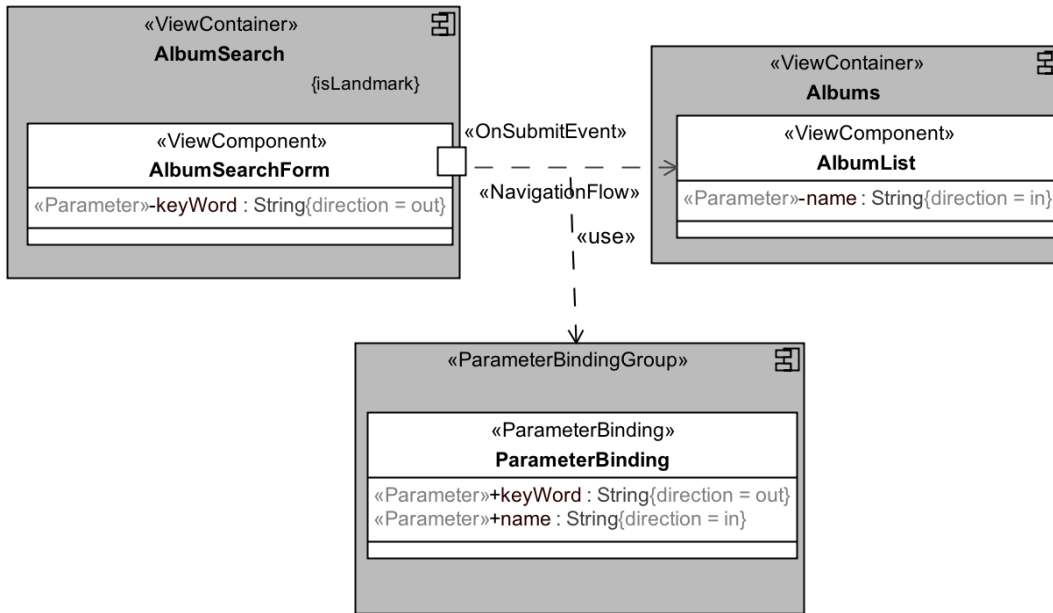 «ViewContainer»
AlbumSearch
{isLandmark}
«ViewComponent»
AlbumSearchForm
«Parameter»-keyWord : String{direction = out}
«OnSubmitEvent»
«NavigationFlow»
«use»
«ViewContainer»
Albums
«ViewComponent»
AlbumList
«Parameter»-name : String{direction = in}
«ParameterBindingGroup»
«ParameterBinding»
ParameterBinding
«Parameter»+keyWord : String{direction = out}
«Parameter»+name : String{direction = in}